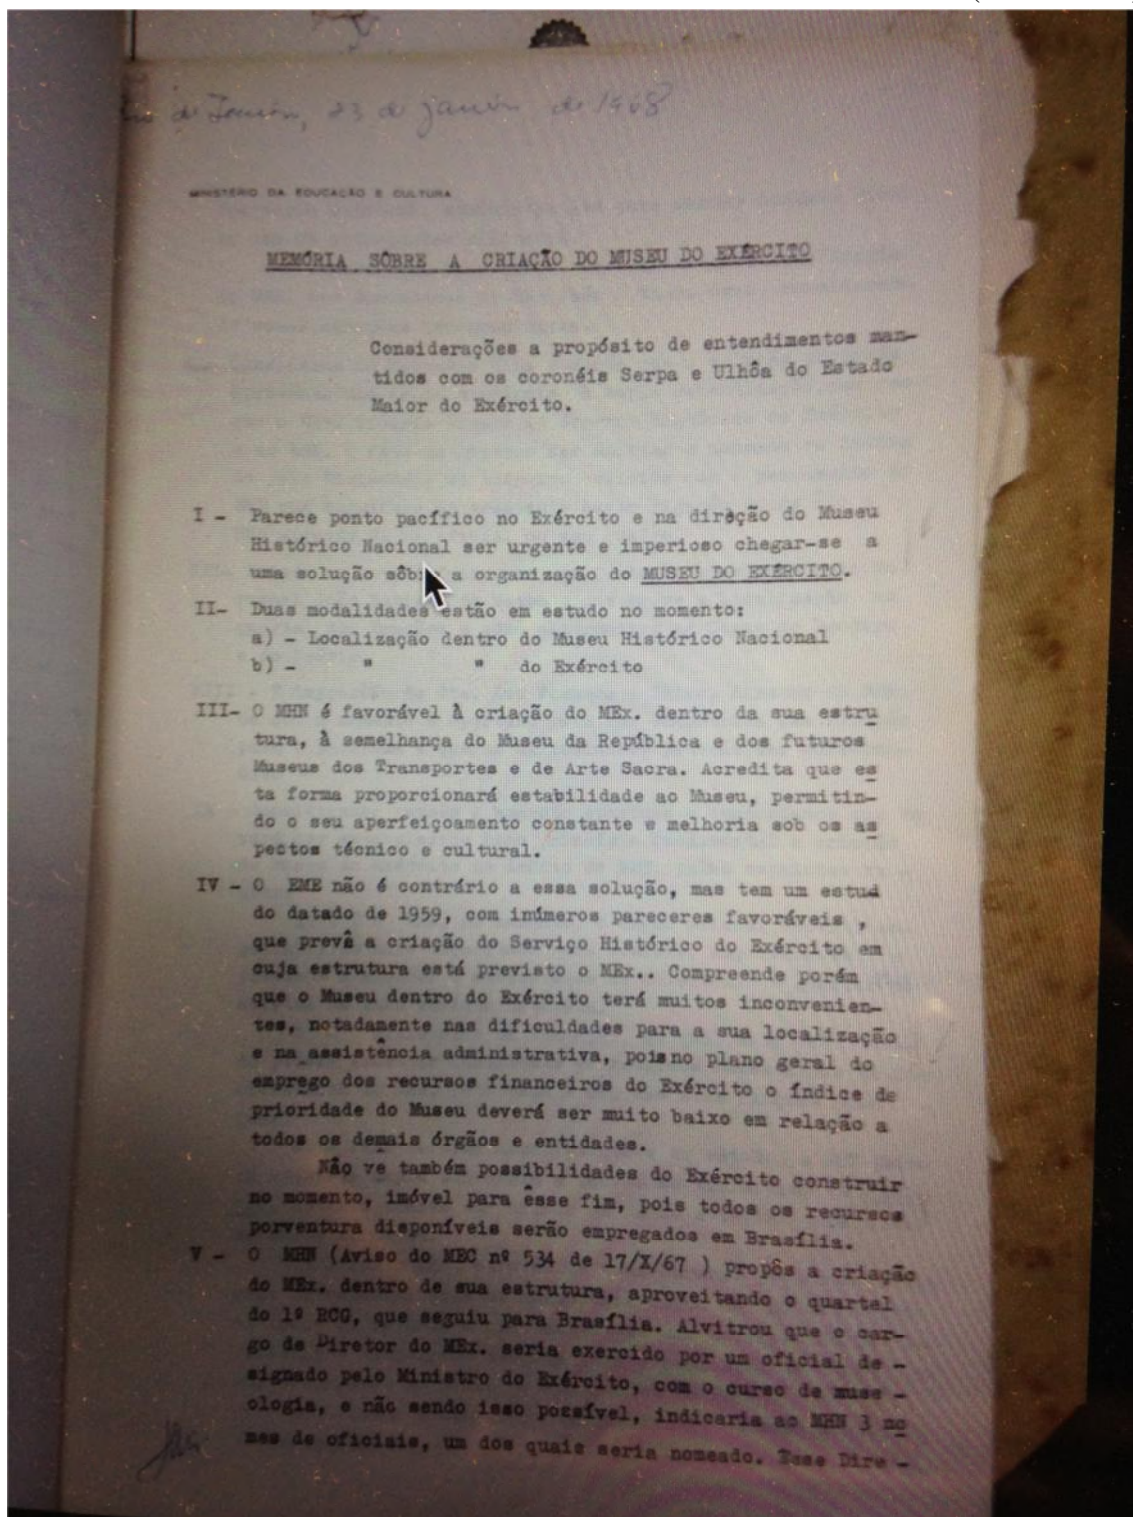 Rio de Janeiro, 23 de janeiro de 1968
MINISTÉRIO DA EDUCAÇÃO E CULTURA
MEMÓRIA SÔBRE A CRIAÇÃO DO MUSEU DO EXÉRCITO
Considerações a propósito de entendimentos man-
tidos com os coronéis Serpa e Ulhôa do Estado
Maior do Exército.
I - Parece ponto pacífico no Exército e na direção do Museu
Histórico Nacional ser urgente e imperioso chegar-se a
uma solução sôbre a organização do MUSEU DO EXÉRCITO.
II- Duas modalidades estão em estudo no momento:
a) - Localização dentro do Museu Histórico Nacional
b) - " " do Exército
III- O MHN é favorável à criação do MEx. dentro da sua estru
tura, à semelhança do Museu da República e dos futuros
Museus dos Transportes e de Arte Sacra. Acredita que es
ta forma proporcionará estabilidade ao Museu, permitin-
do o seu aperfeiçoamento constante e melhoria sob os as
pectos técnico e cultural.
IV - O EME não é contrário a essa solução, mas tem um estud
do datado de 1959, com inúmeros pareceres favoráveis ,
que prevê a criação do Serviço Histórico do Exército em
cuja estrutura está previsto o MEx.. Compreende porém
que o Museu dentro do Exército terá muitos inconvenien-
tes, notadamente nas dificuldades para a sua localização
e na assistência administrativa, pois no plano geral do
emprego dos recursos financeiros do Exército o índice de
prioridade do Museu deverá ser muito baixo em relação a
todos os demais órgãos e entidades.
Não ve também possibilidades do Exército construir
no momento, imóvel para êsse fim, pois todos os recursos
porventura disponíveis serão empregados em Brasília.
V - O MHN (Aviso do MEC nº 534 de 17/X/67 ) propôs a criação
do MEx. dentro de sua estrutura, aproveitando o quartel
do 1º RCG, que seguiu para Brasília. Alvitrou que o car-
go de Diretor do MEx. seria exercido por um oficial de -
signado pelo Ministro do Exército, com o curso de muse -
ologia, e não sendo isso possível, indicaria ao MHN 3 no
mes de oficiais, um dos quais seria nomeado. Esse Dire -